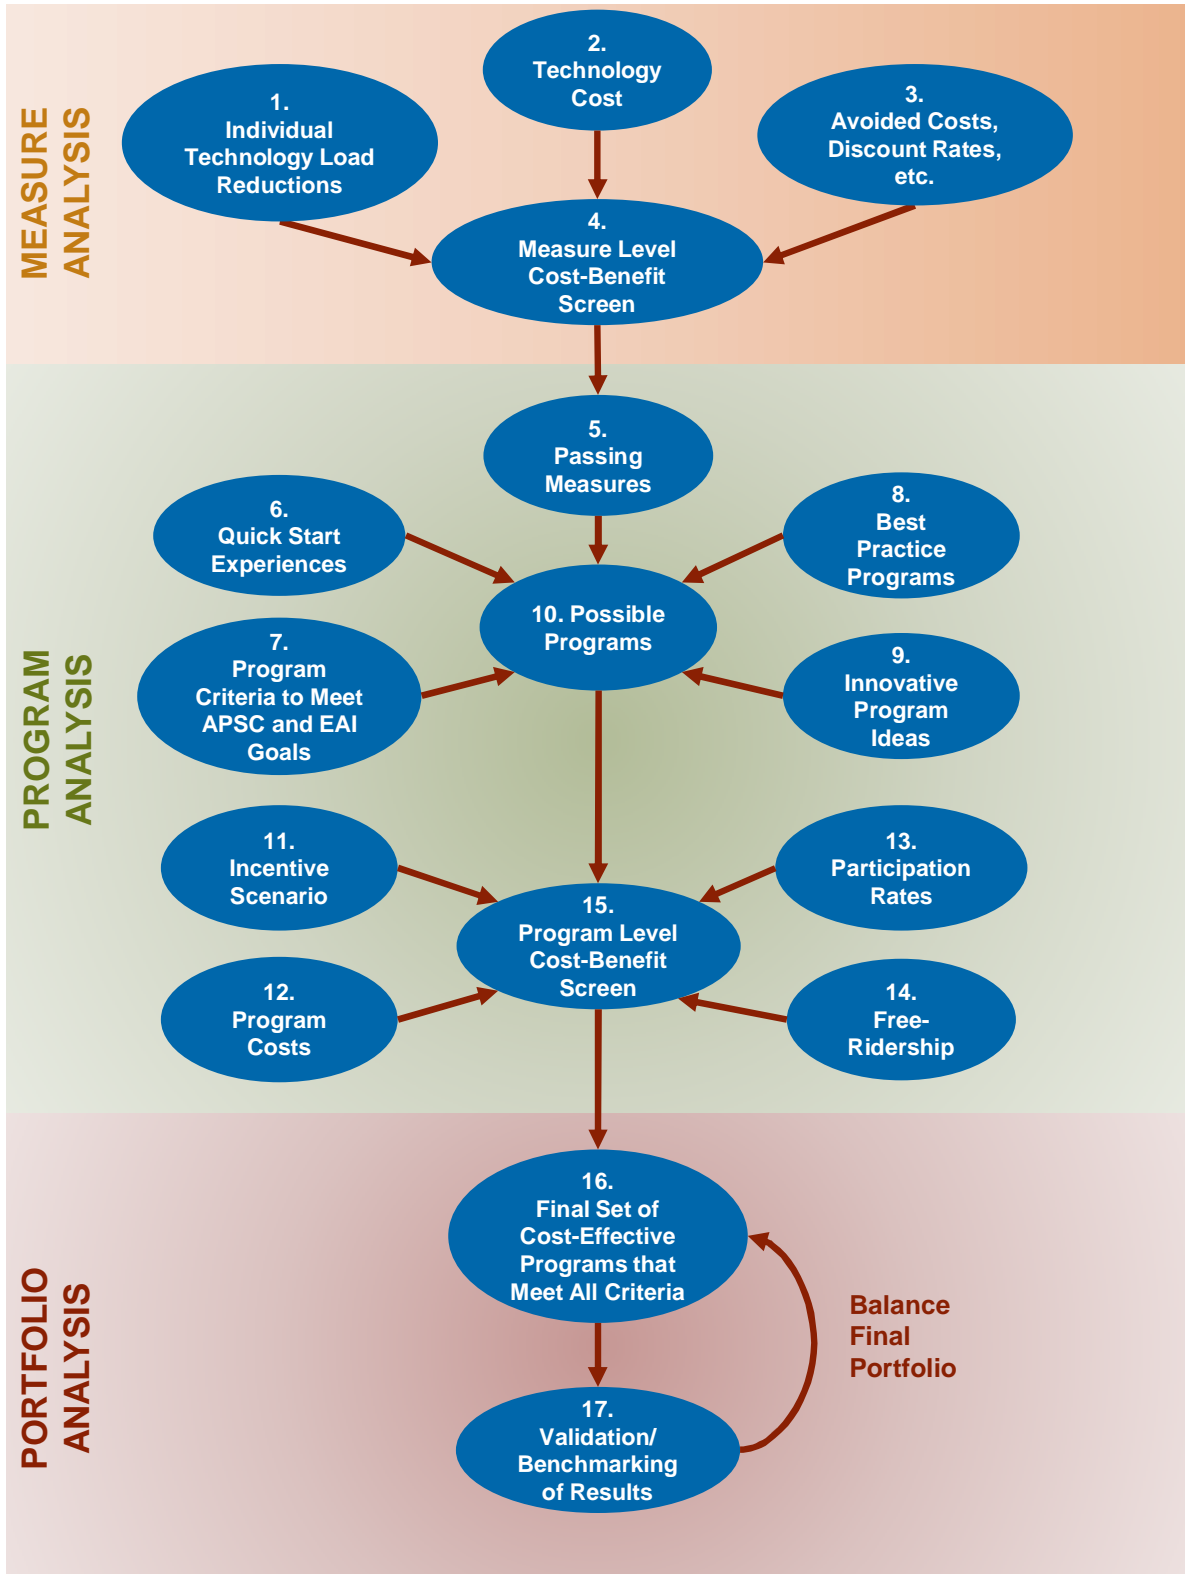 MEASURE
ANALYSIS
1.
Individual
Technology Load
Reductions
2.
Technology
Cost
3.
Avoided Costs,
Discount Rates,
etc.
4.
Measure Level
Cost-Benefit
Screen
PROGRAM
ANALYSIS
5.
Passing
Measures
6.
Quick Start
Experiences
7.
Program
Criteria to Meet
APSC and EAI
Goals
8.
Best
Practice
Programs
9.
Innovative
Program
Ideas
10. Possible
Programs
11.
Incentive
Scenario
12.
Program
Costs
13.
Participation
Rates
14.
Free-
Ridership
15.
Program Level
Cost-Benefit
Screen
PORTFOLIO
ANALYSIS
16.
Final Set of
Cost-Effective
Programs that
Meet All Criteria
17.
Validation/
Benchmarking
of Results
Balance
Final
Portfolio